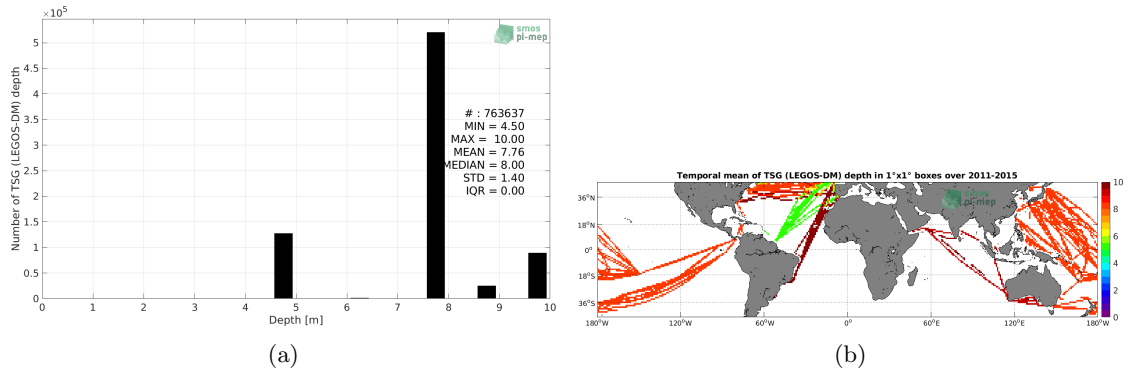 ×10⁵
5
4.5
4
3.5
3
2.5
2
1.5
1
0.5
0
Number of TSG (LEGOS-DM) depth
smos
pi-mep
# : 763637
MIN = 4.50
MAX = 10.00
MEAN = 7.76
MEDIAN = 8.00
STD = 1.40
IQR = 0.00
0 1 2 3 4 5 6 7 8 9 10
Depth [m]
(a)
Temporal mean of TSG (LEGOS-DM) depth in 1°x1° boxes over 2011-2015
smos
pi-mep
36°N
18°N
0°
18°S
36°S
180°W 120°W 60°W 0° 60°E 120°E 180°W
10
8
6
4
2
0
(b)